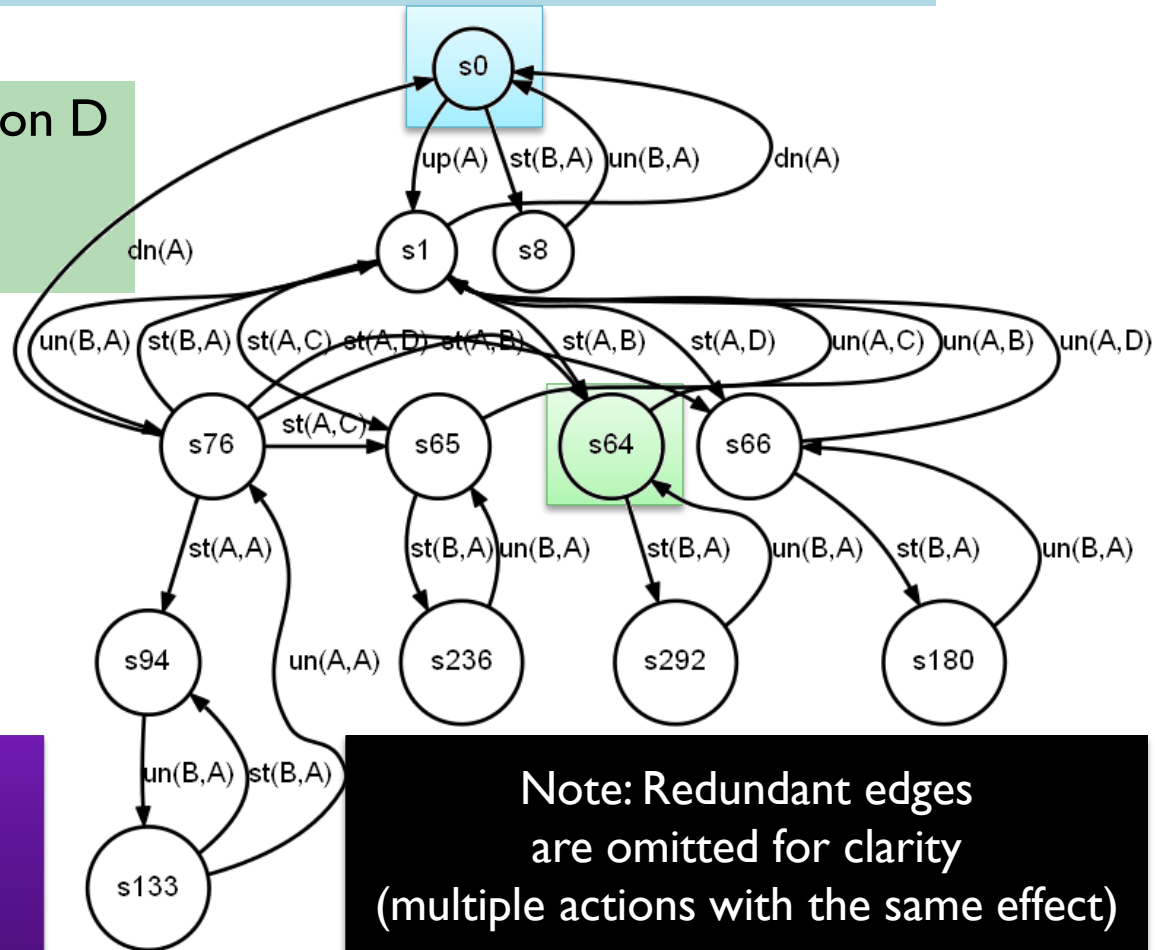 s0
on D
up(A)
st(B,A)
un(B,A)
dn(A)
dn(A)
s1
s8
un(B,A)
st(B,A)
st(A,C)
st(A,D)
st(A,B)
st(A,B)
st(A,D)
un(A,C)
un(A,B)
un(A,D)
st(A,C)
s76
s65
s64
s66
st(A,A)
st(B,A)
un(B,A)
st(B,A)
un(B,A)
st(B,A)
un(B,A)
s94
un(A,A)
s236
s292
s180
un(B,A)
st(B,A)
s133
Note: Redundant edges
are omitted for clarity
(multiple actions with the same effect)